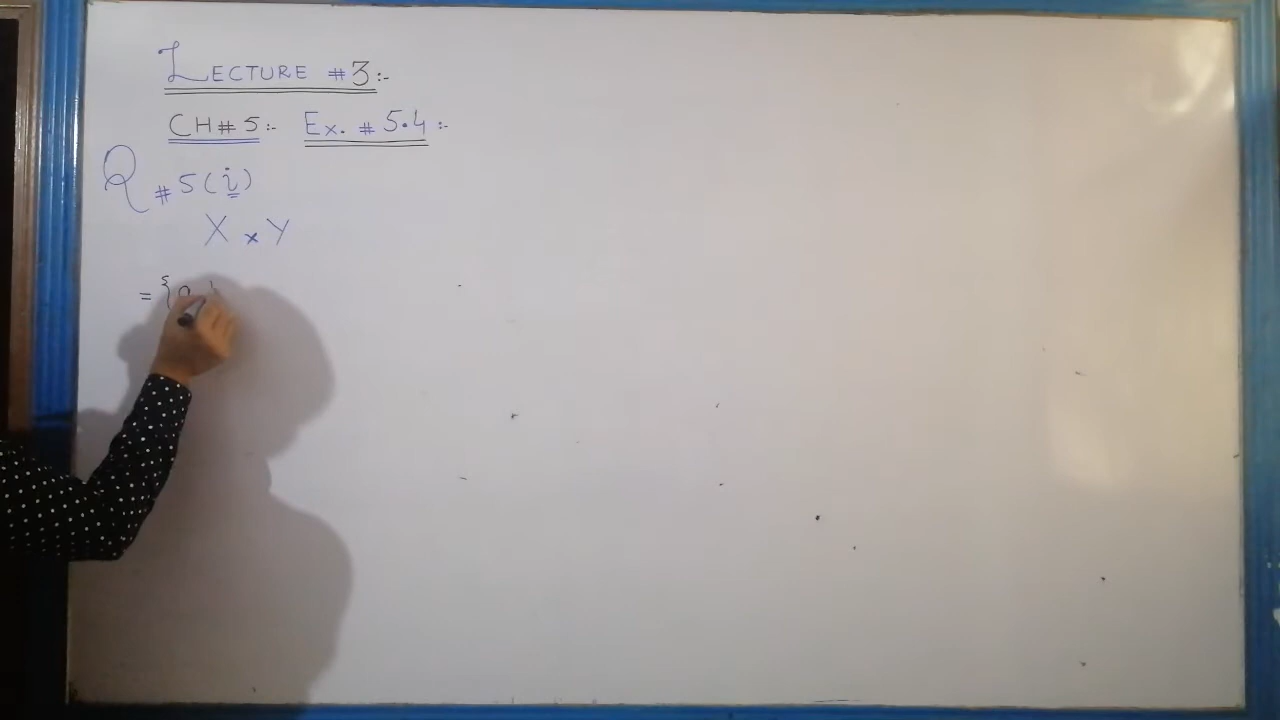 LECTURE #3:-
CH#5:- Ex. # 5.4:-
Q#5(i)
X × Y
= {a